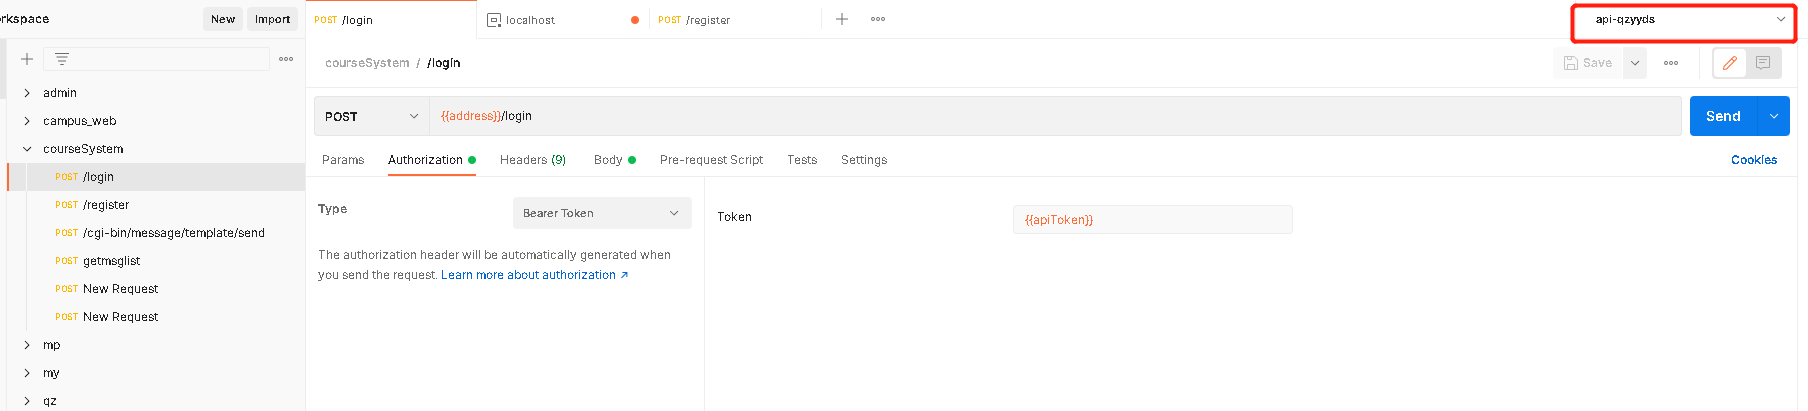 rkspace
New Import
POST /login
localhost
POST /register
api-qzyyds
courseSystem / /login
Save
admin
campus_web
courseSystem
POST /login
POST /register
POST /cgi-bin/message/template/send
POST getmsglist
POST New Request
POST New Request
mp
my
qz
POST
{{address}}/login
Send
Params Authorization Headers (9) Body Pre-request Script Tests Settings
Cookies
Type
Bearer Token
The authorization header will be automatically generated when
you send the request. Learn more about authorization ↗
Token
{{apiToken}}